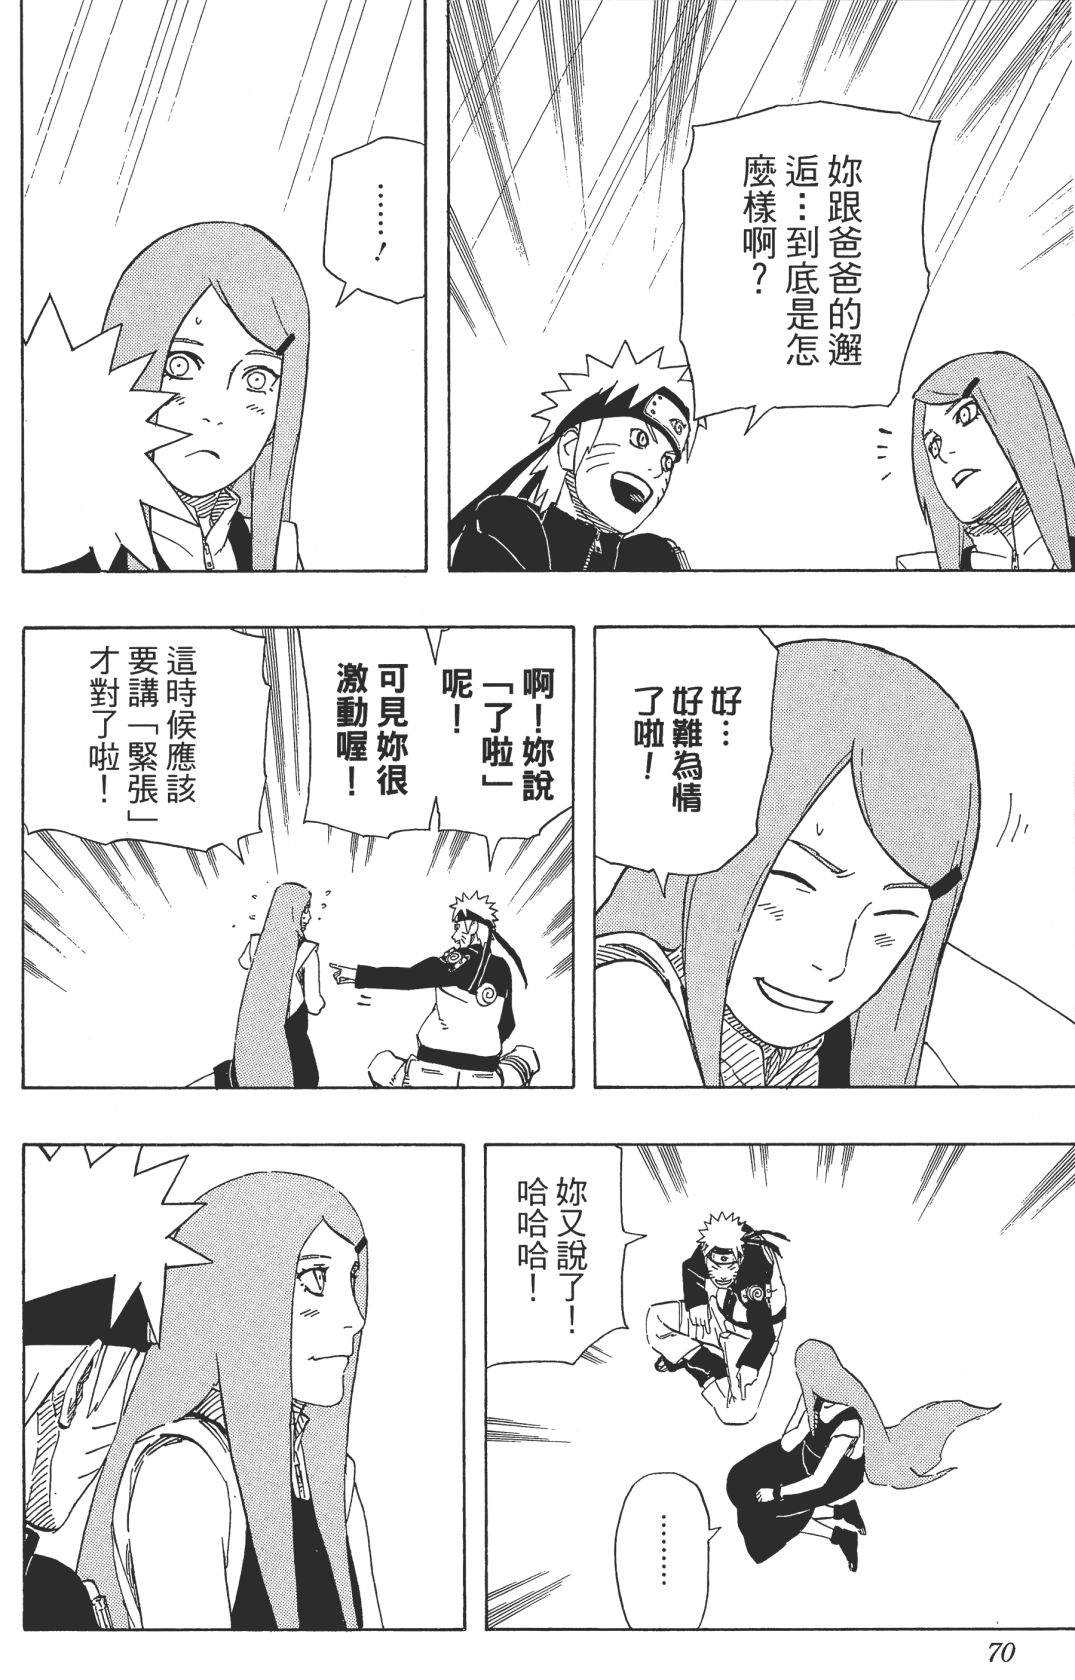 妳跟爸爸的邂
逅…到底是怎
麼樣啊？
……！
好…
好難為情
了啦！
啊！妳說
「了啦」
呢！
可見妳很
激動喔！
這時候應該
要講「緊張」
才對了啦！
妳又說了！
哈哈哈！
………
70